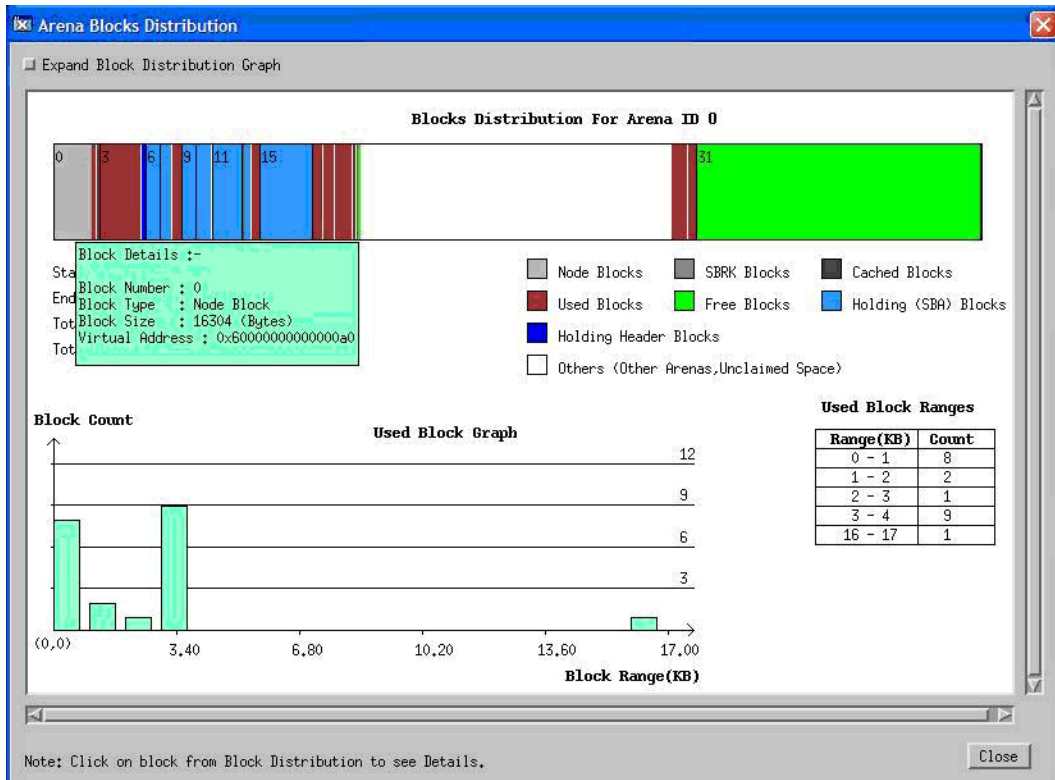 Arena Blocks Distribution
Expand Block Distribution Graph
Blocks Distribution For Arena ID 0
0 3 6 9 11 15 31
Block Details :-
Block Number : 0
Block Type : Node Block
Block Size : 16304 (Bytes)
Virtual Address : 0x60000000000000a0
Sta
End
Tot
Tot
Node Blocks SBRK Blocks Cached Blocks
Used Blocks Free Blocks Holding (SBA) Blocks
Holding Header Blocks
Others (Other Arenas,Unclaimed Space)
Block Count
Used Block Graph
12
9
6
3
(0,0) 3.40 6.80 10.20 13.60 17.00
Block Range(KB)
Used Block Ranges
Range(KB) Count
0 - 1 8
1 - 2 2
2 - 3 1
3 - 4 9
16 - 17 1
Note: Click on block from Block Distribution to see Details.
Close